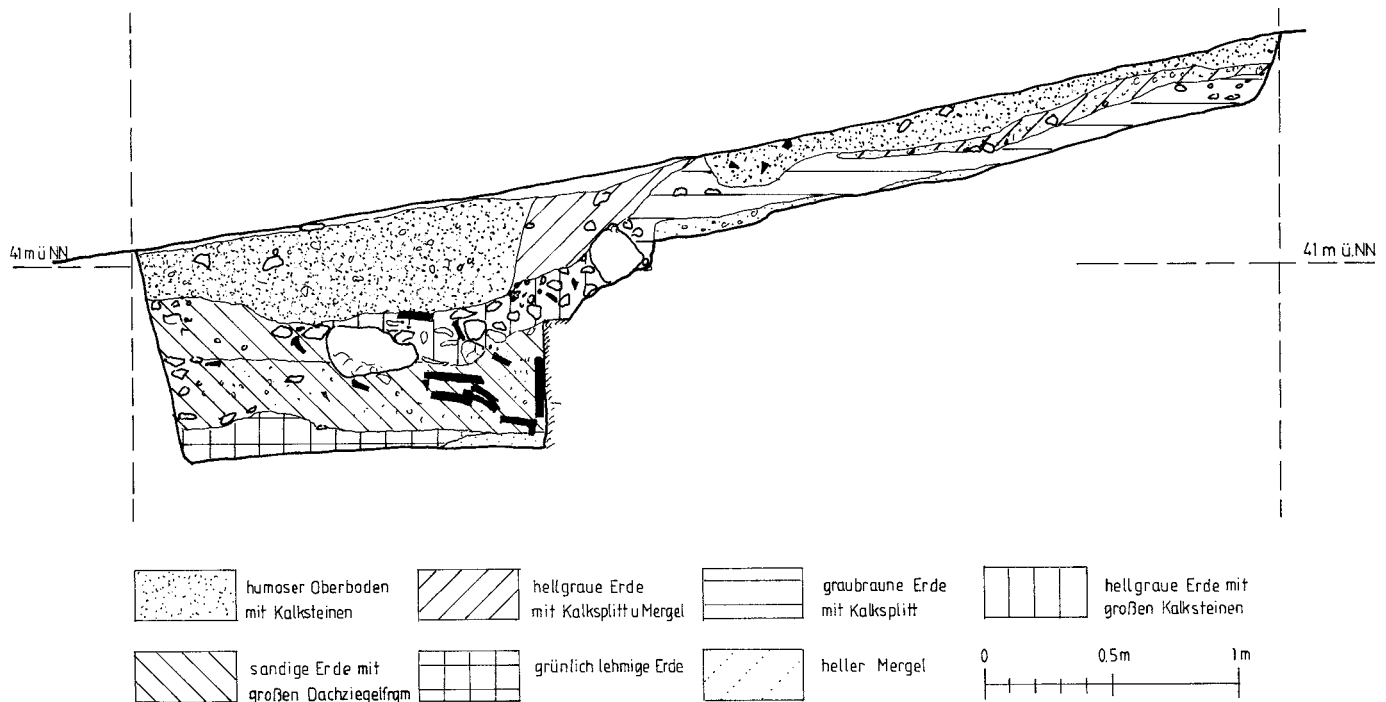 41 m ü NN
41 m ü.NN
humoser Oberboden
mit Kalksteinen
hellgraue Erde
mit Kalksplitt u Mergel
graubraune Erde
mit Kalksplitt
hellgraue Erde mit
großen Kalksteinen
sandige Erde mit
großen Dachziegelfragm
grünlich lehmige Erde
heller Mergel
0 0.5m 1m